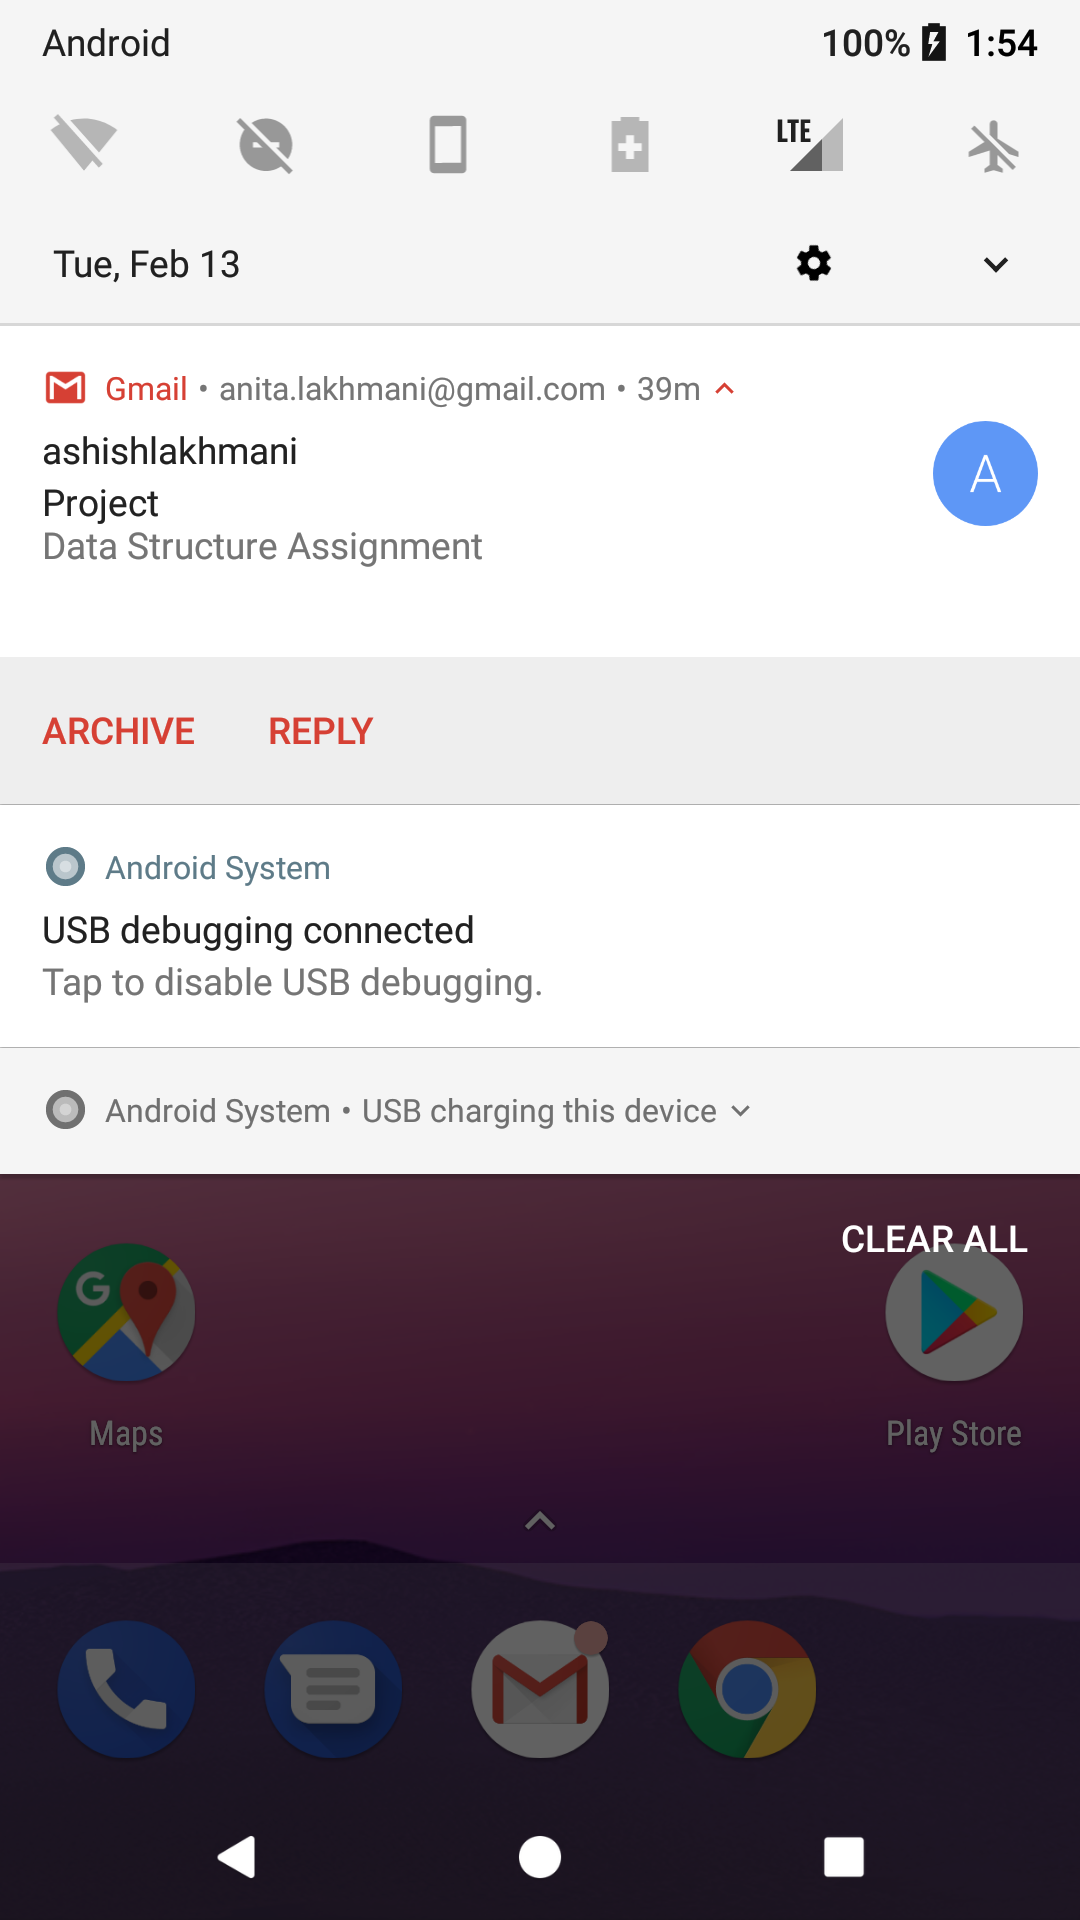 Android 100% 1:54
LTE
Tue, Feb 13
Gmail • anita.lakhmani@gmail.com • 39m
ashishlakhmani
A
Project
Data Structure Assignment
ARCHIVE REPLY
Android System
USB debugging connected
Tap to disable USB debugging.
Android System • USB charging this device
CLEAR ALL
G
Maps Play Store